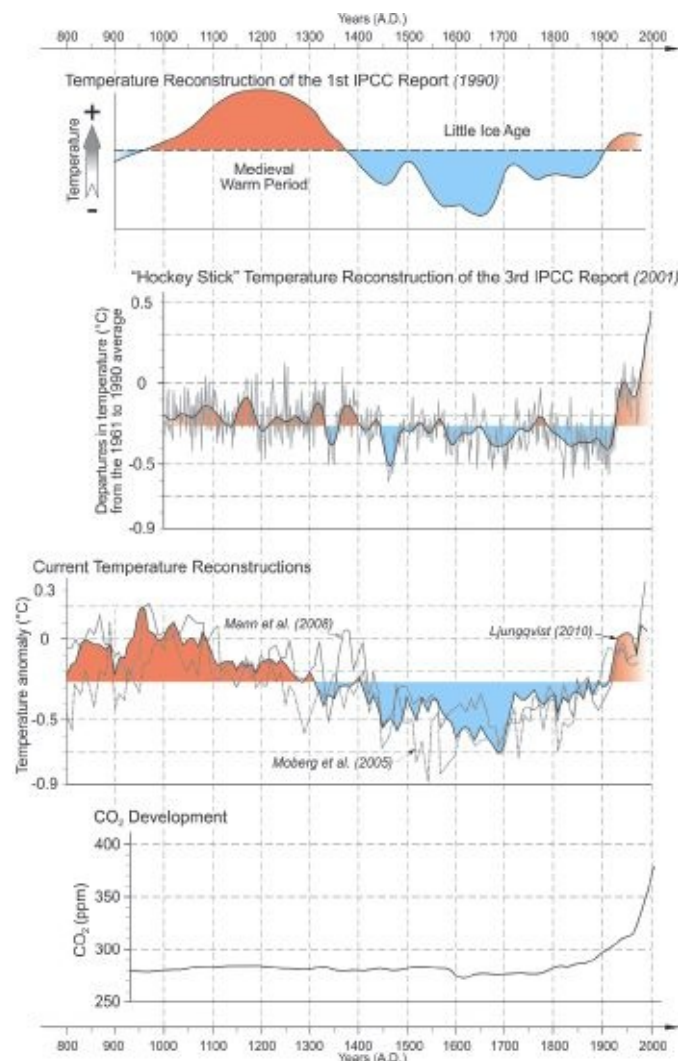 Years (A.D.)
800 900 1000 1100 1200 1300 1400 1500 1600 1700 1800 1900 2000
Temperature Reconstruction of the 1st IPCC Report (1990)
+
Temperature
-
Little Ice Age
Medieval
Warm Period
"Hockey Stick" Temperature Reconstruction of the 3rd IPCC Report (2001)
Departures in temperature (°C)
from the 1961 to 1990 average
0.5
0
-0.5
-0.9
Current Temperature Reconstructions
Temperature anomaly (°C)
0.3
0
-0.5
-0.9
Mann et al. (2008)
Ljungqvist (2010)
Moberg et al. (2005)
CO₂ Development
CO₂ (ppm)
400
350
300
250
800 900 1000 1100 1200 1300 1400 1500 1600 1700 1800 1900 2000
Years (A.D.)